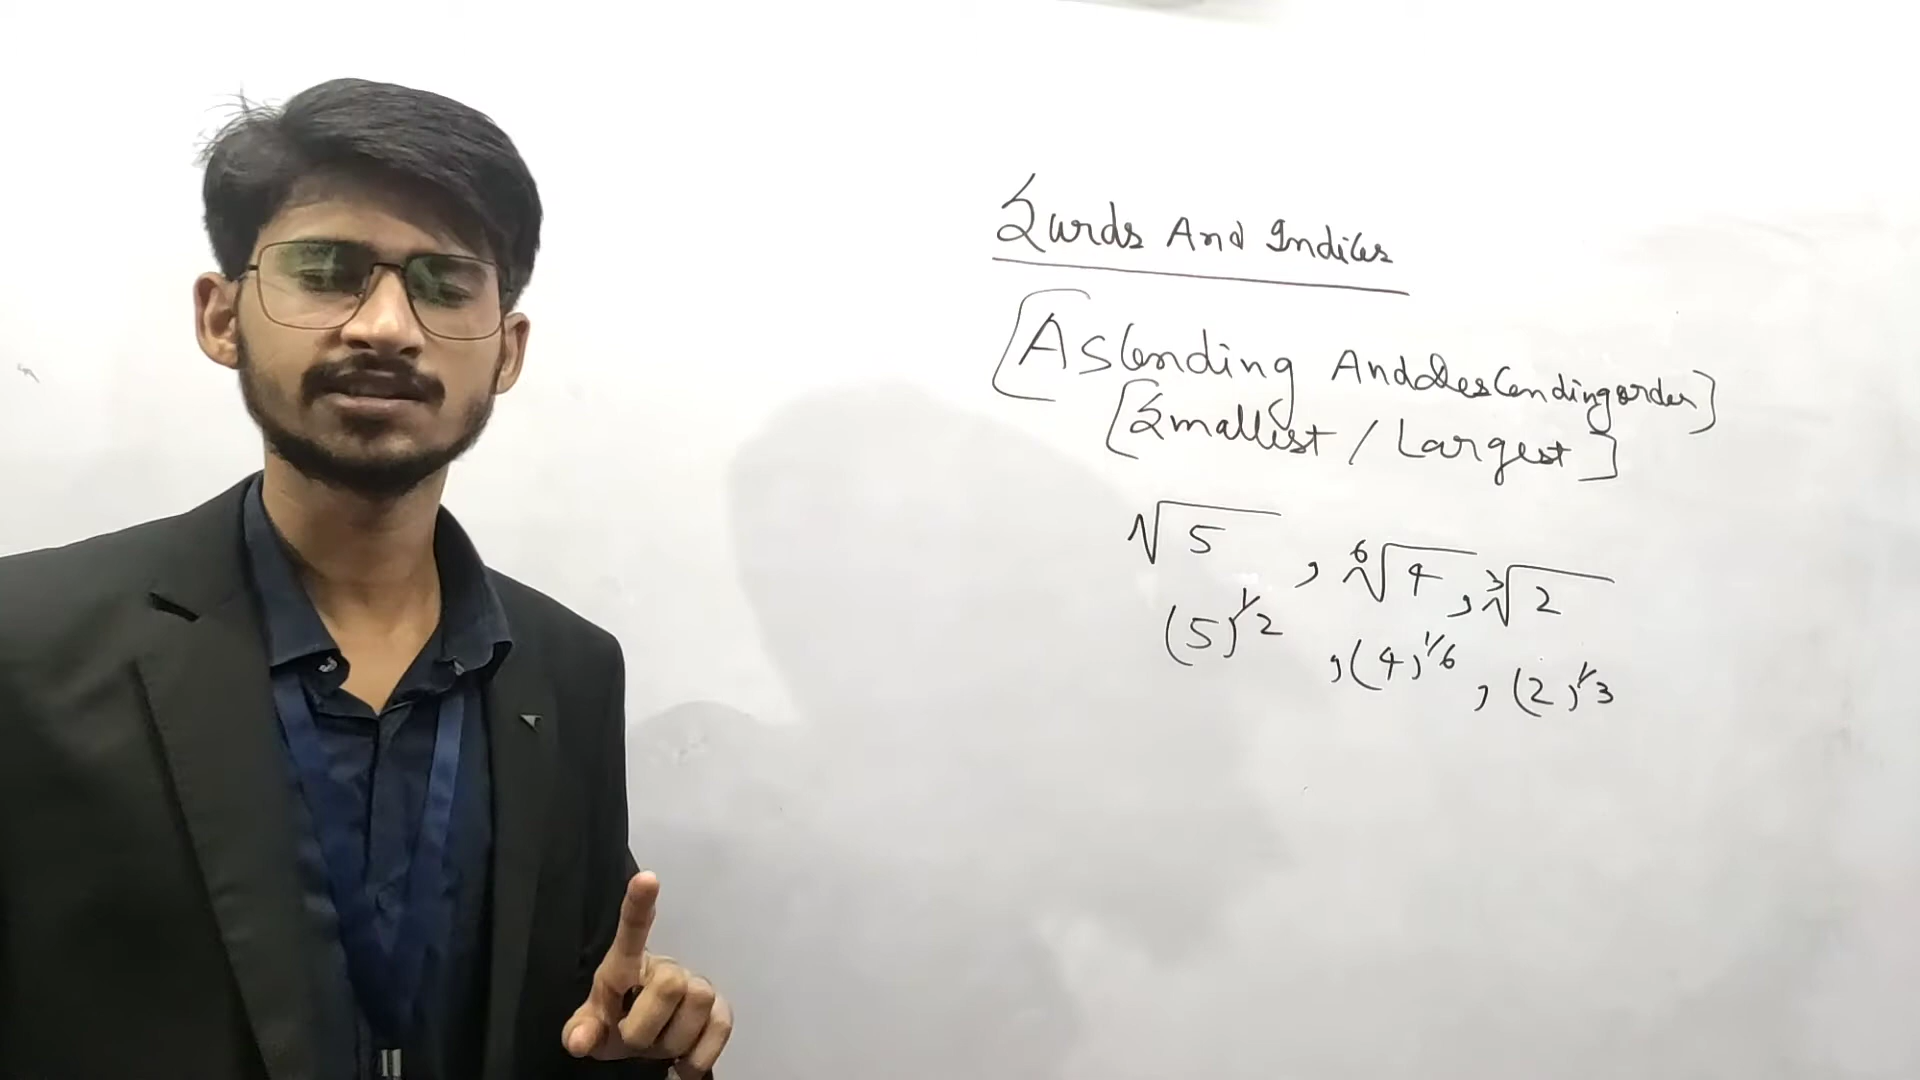 Surds And Indices
[Ascending And descending order]
[Smallest / Largest]
√5 , ⁶√4 , ³√2
(5)^1/2 , (4)^1/6 , (2)^1/3